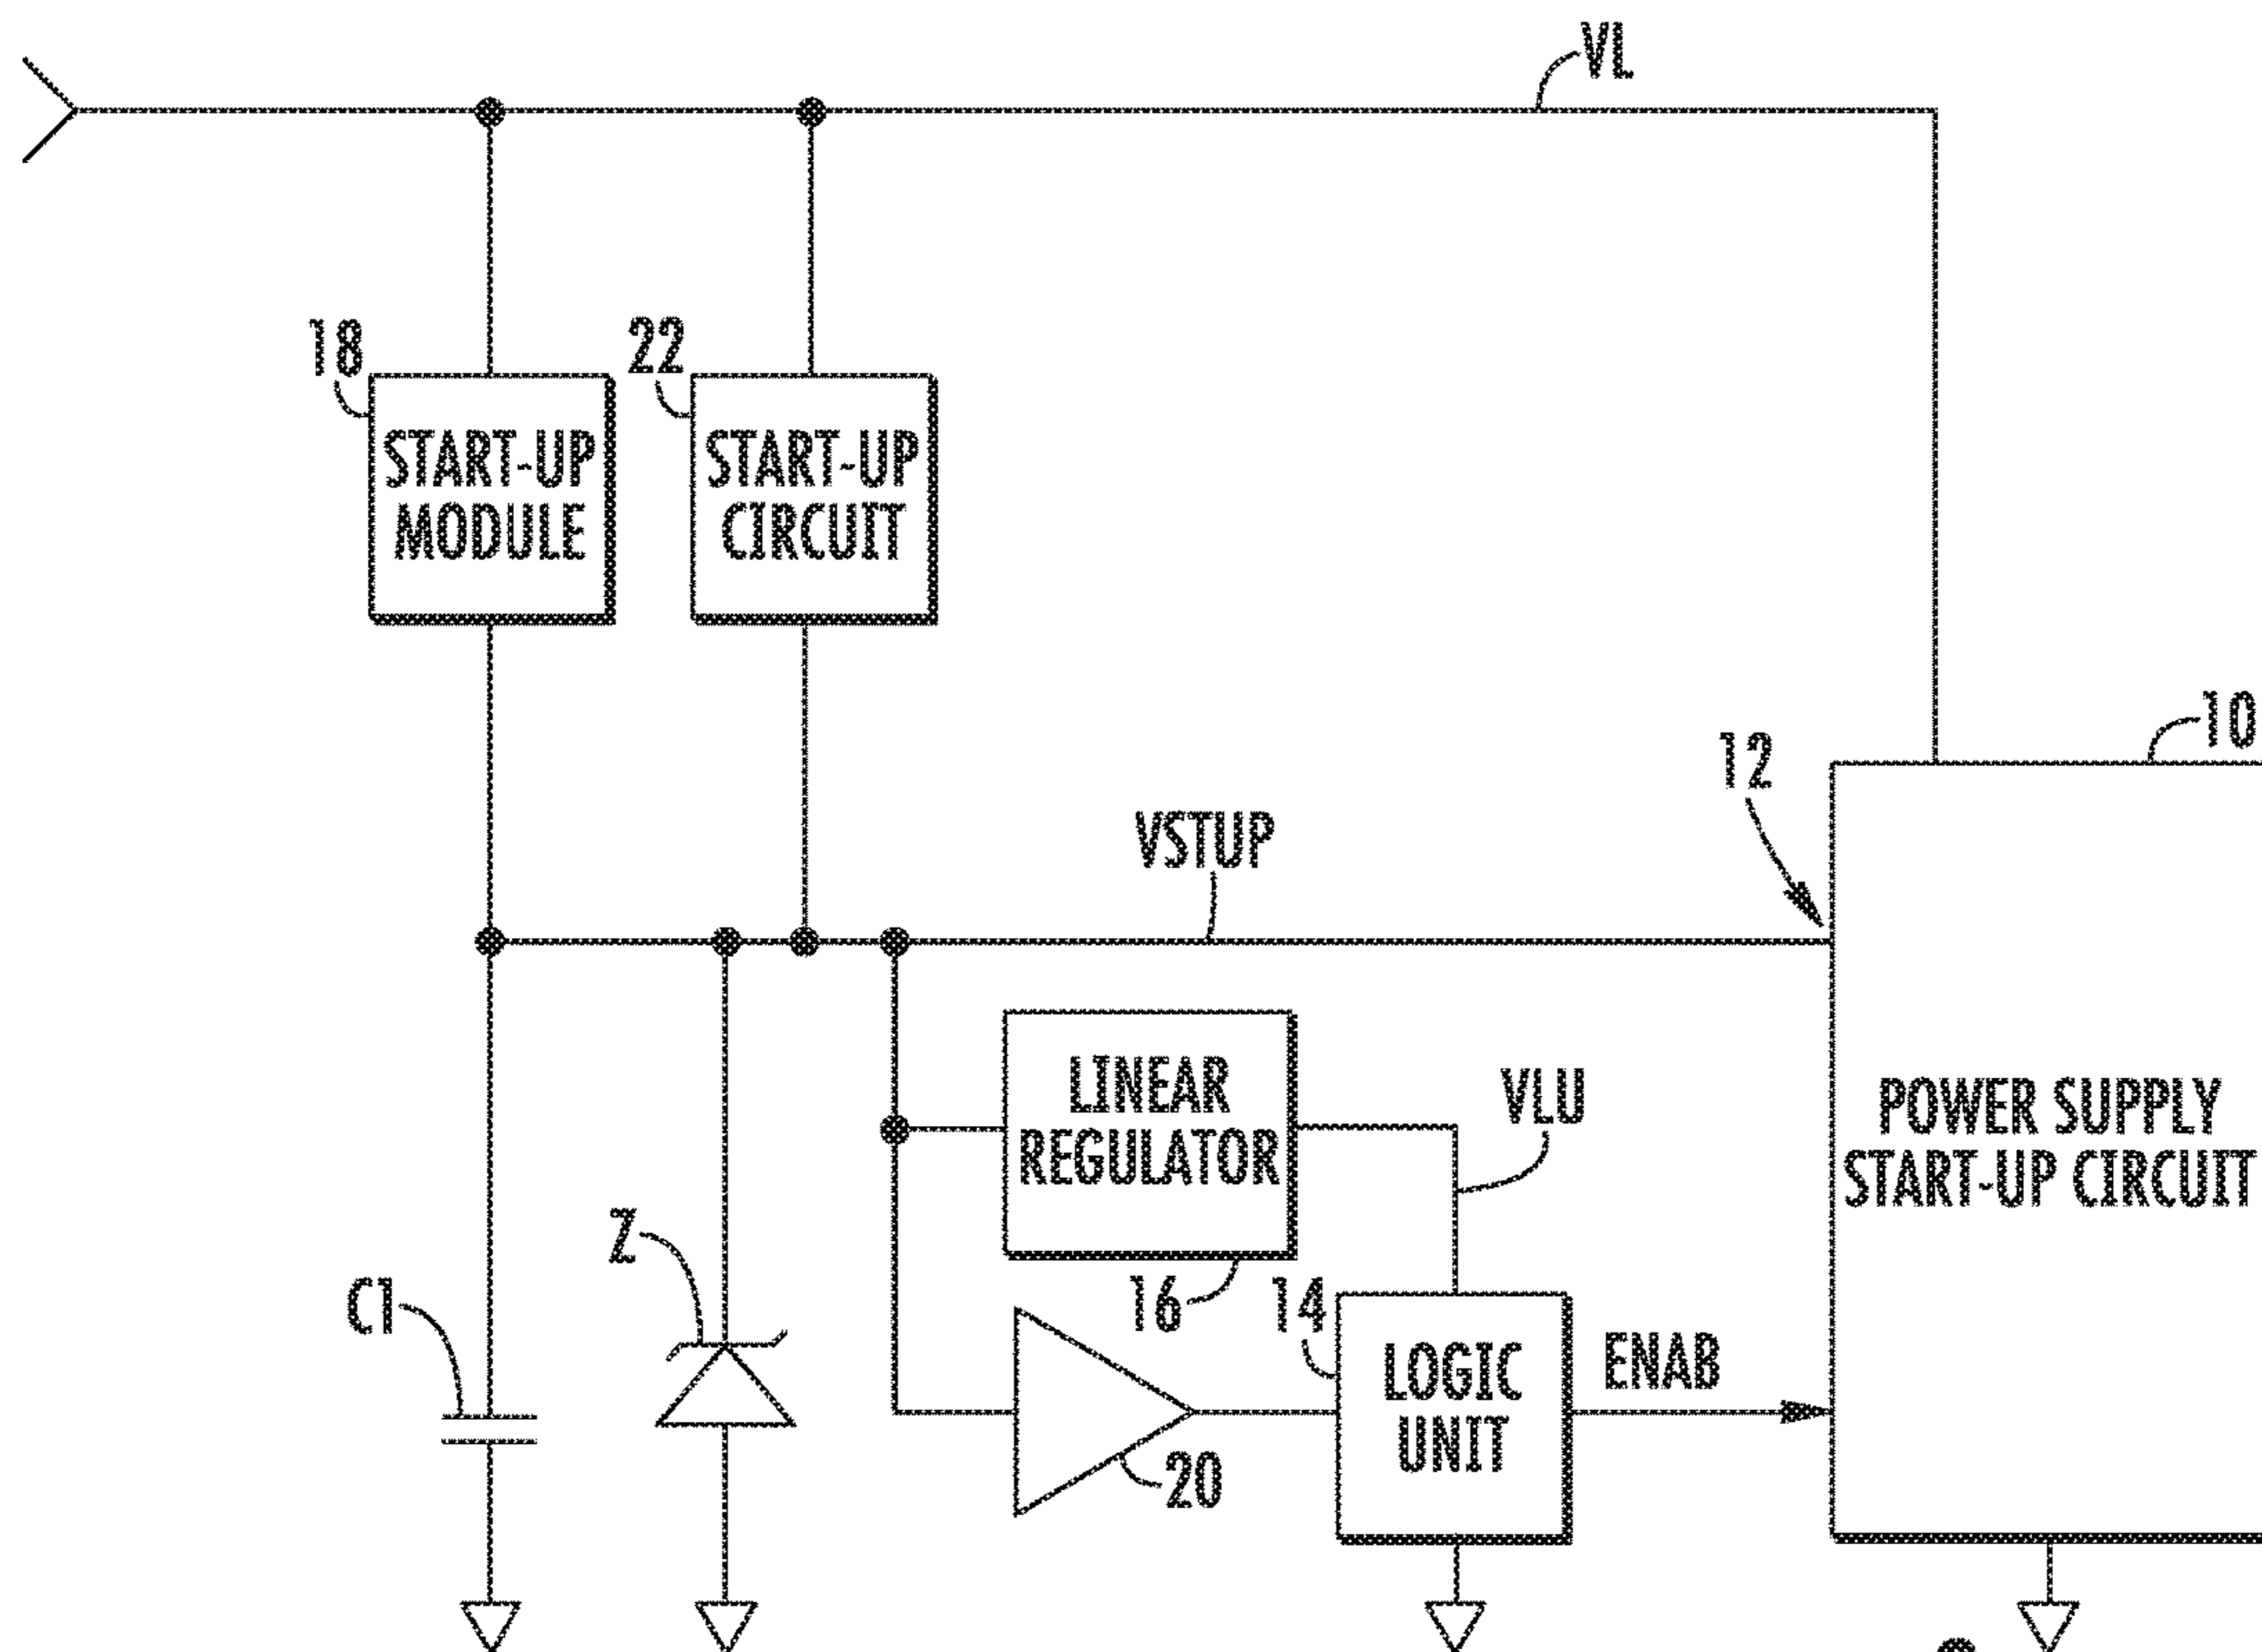 VL
18
22
START-UP
MODULE
START-UP
CIRCUIT
10
12
VSTUP
LINEAR
REGULATOR
VLU
POWER SUPPLY
START-UP CIRCUIT
Z
C1
16
14
LOGIC
UNIT
ENAB
20